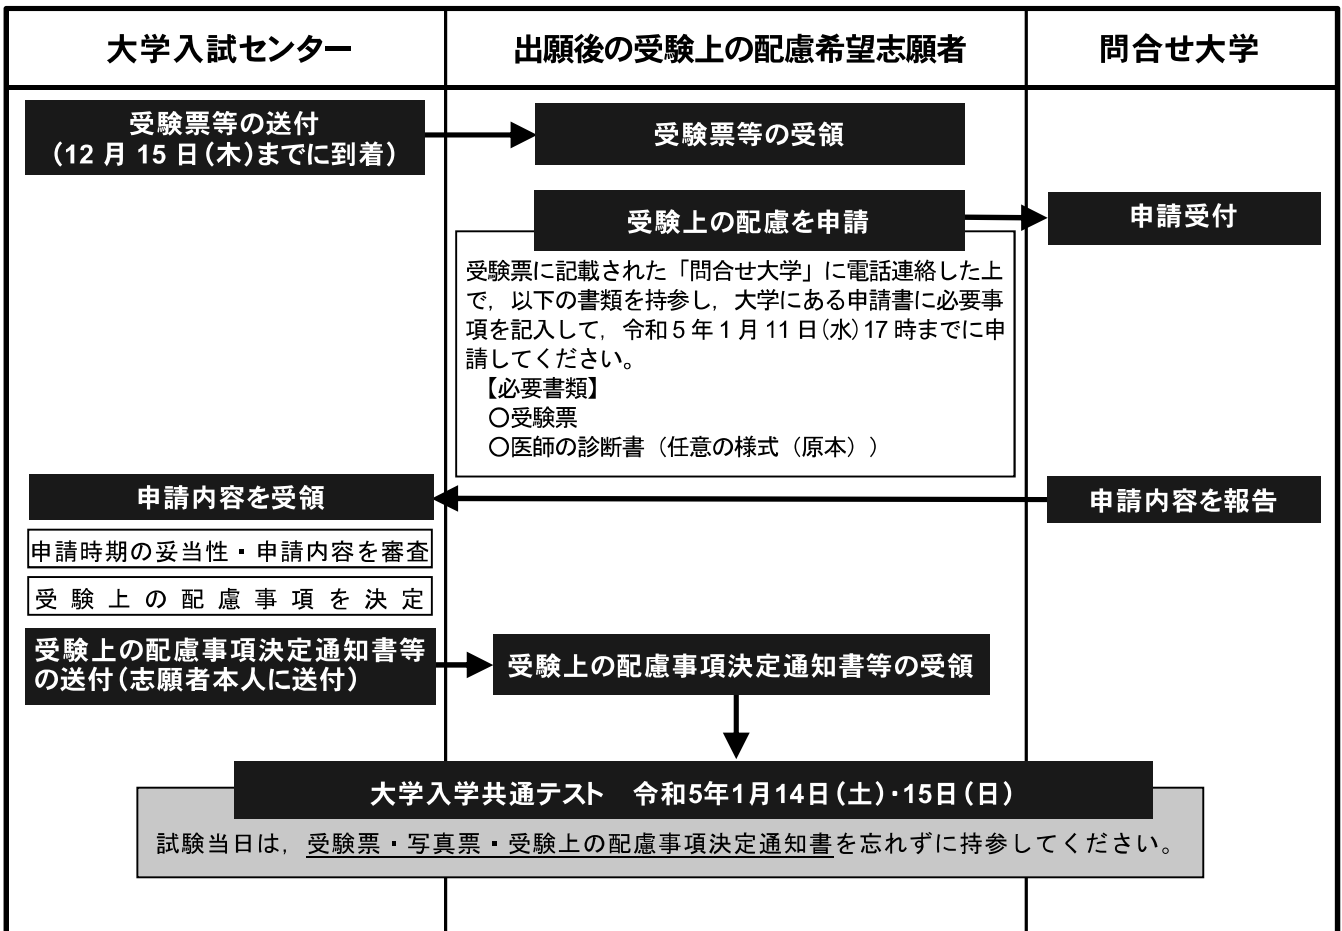 大学入試センター
出願後の受験上の配慮希望志願者
問合せ大学
受験票等の送付
（12 月 15 日（木）までに到着）
受験票等の受領
受験上の配慮を申請
申請受付
受験票に記載された「問合せ大学」に電話連絡した上
で，以下の書類を持参し，大学にある申請書に必要事
項を記入して，令和５年１月 11 日（水）17 時までに申
請してください。
【必要書類】
〇受験票
〇医師の診断書（任意の様式（原本））
申請内容を報告
申請内容を受領
申請時期の妥当性・申請内容を審査
受験上の配慮事項を決定
受験上の配慮事項決定通知書等
の送付（志願者本人に送付）
受験上の配慮事項決定通知書等の受領
大学入学共通テスト　令和5年1月14日（土）・15日（日）
試験当日は，受験票・写真票・受験上の配慮事項決定通知書を忘れずに持参してください。